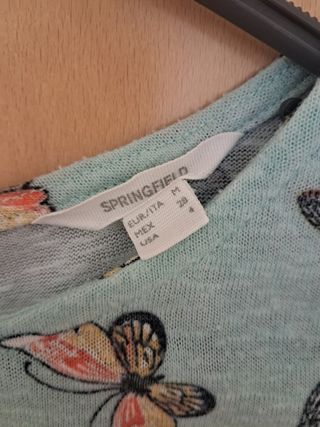 SPRINGFIELD
EUR/ITA M
MEX 28
USA 4